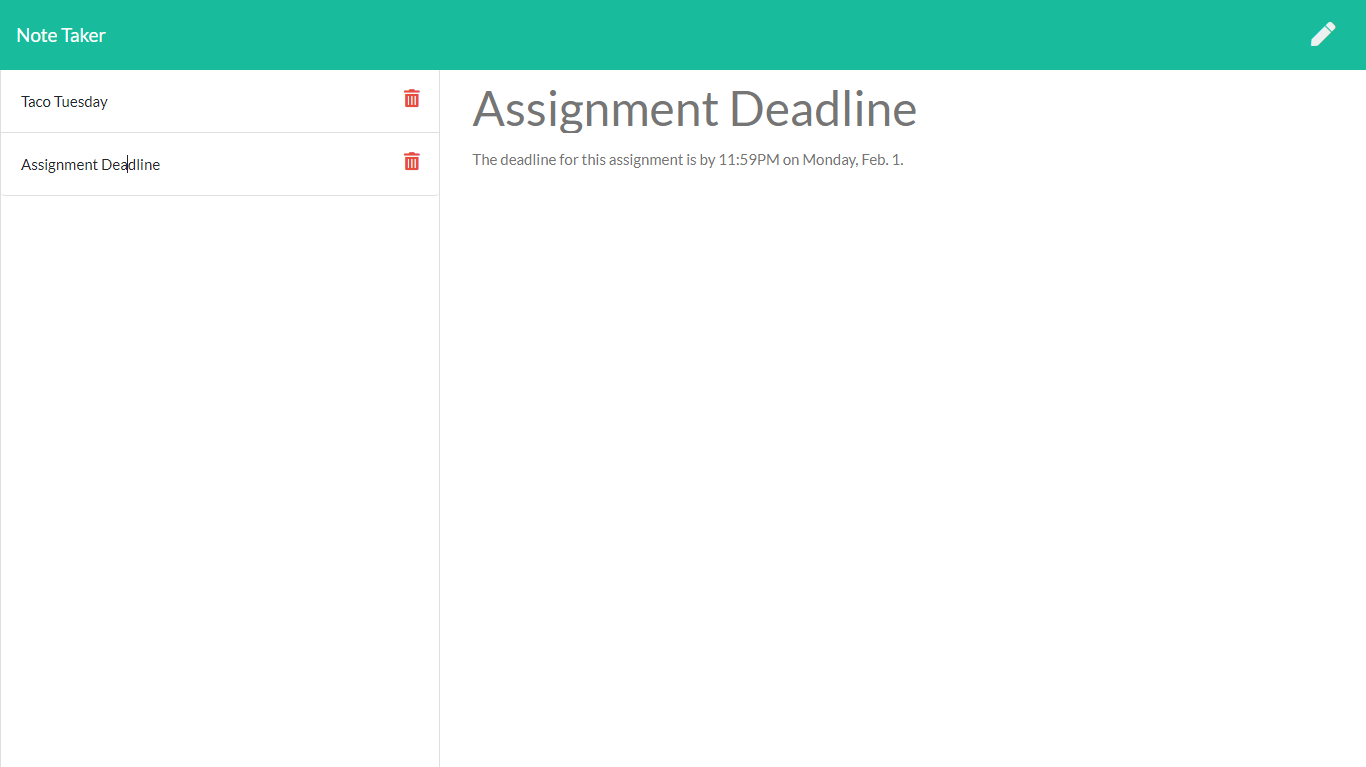 Note Taker
Taco Tuesday
Assignment Deadline
Assignment Deadline
The deadline for this assignment is by 11:59PM on Monday, Feb. 1.